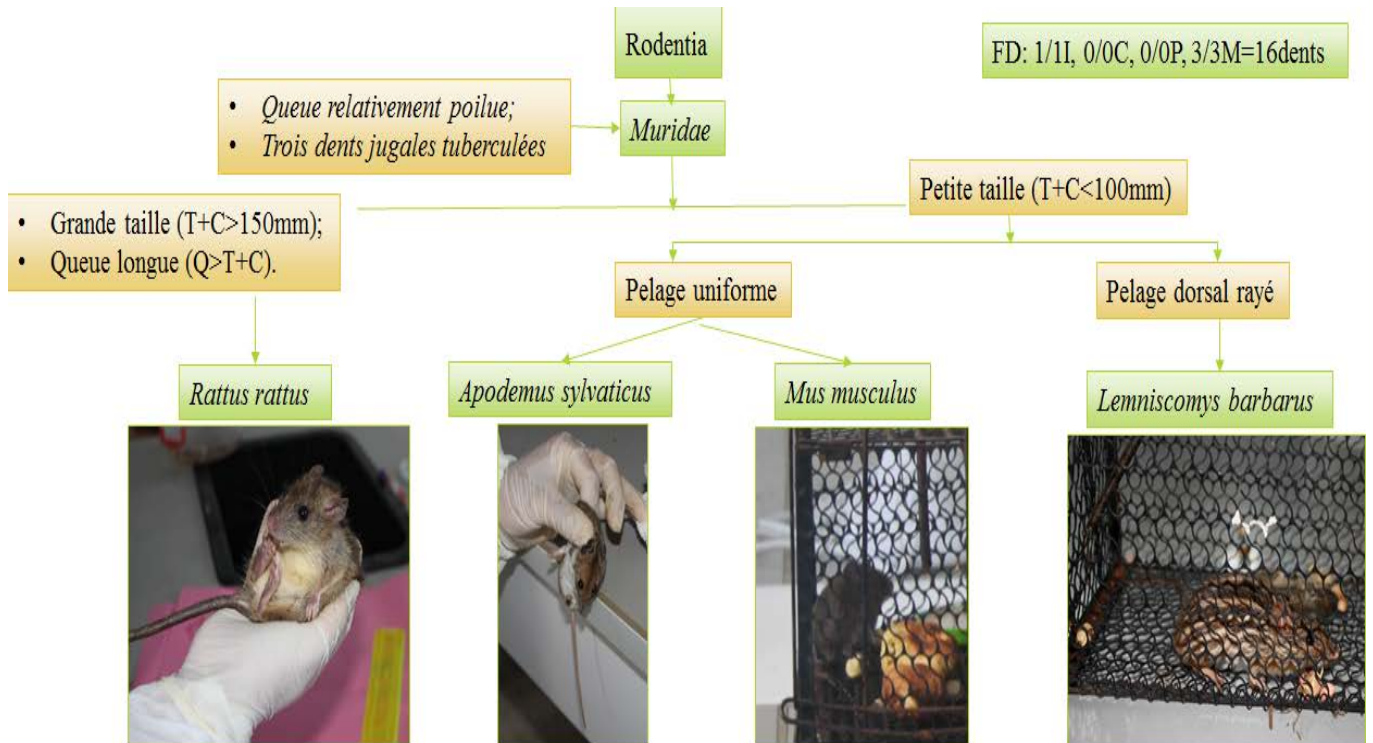 Rodentia
FD: 1/1I, 0/0C, 0/0P, 3/3M=16dents
• Queue relativement poilue;
• Trois dents jugales tuberculées
Muridae
Petite taille (T+C<100mm)
• Grande taille (T+C>150mm);
• Queue longue (Q>T+C).
Pelage uniforme
Pelage dorsal rayé
Rattus rattus
Apodemus sylvaticus
Mus musculus
Lemniscomys barbarus